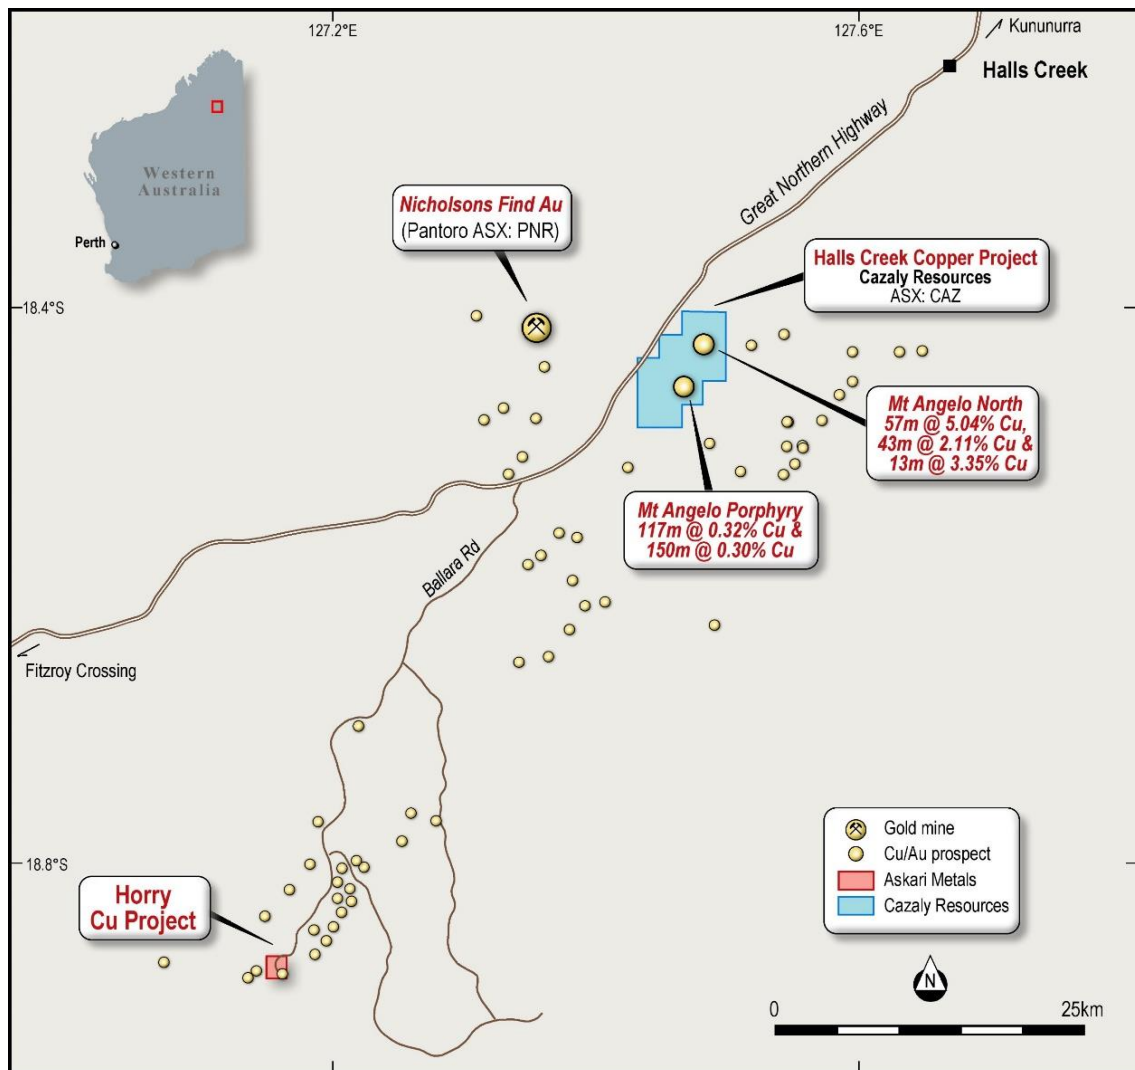 127.2°E
127.6°E
Kununurra
Halls Creek
Great Northern Highway
Western
Australia
Perth
Nicholsons Find Au
(Pantoro ASX: PNR)
Halls Creek Copper Project
Cazaly Resources
ASX: CAZ
18.4°S
Mt Angelo North
57m @ 5.04% Cu,
43m @ 2.11% Cu &
13m @ 3.35% Cu
Mt Angelo Porphyry
117m @ 0.32% Cu &
150m @ 0.30% Cu
Ballara Rd
Fitzroy Crossing
18.8°S
Horry
Cu Project
Gold mine
Cu/Au prospect
Askari Metals
Cazaly Resources
N
0
25km